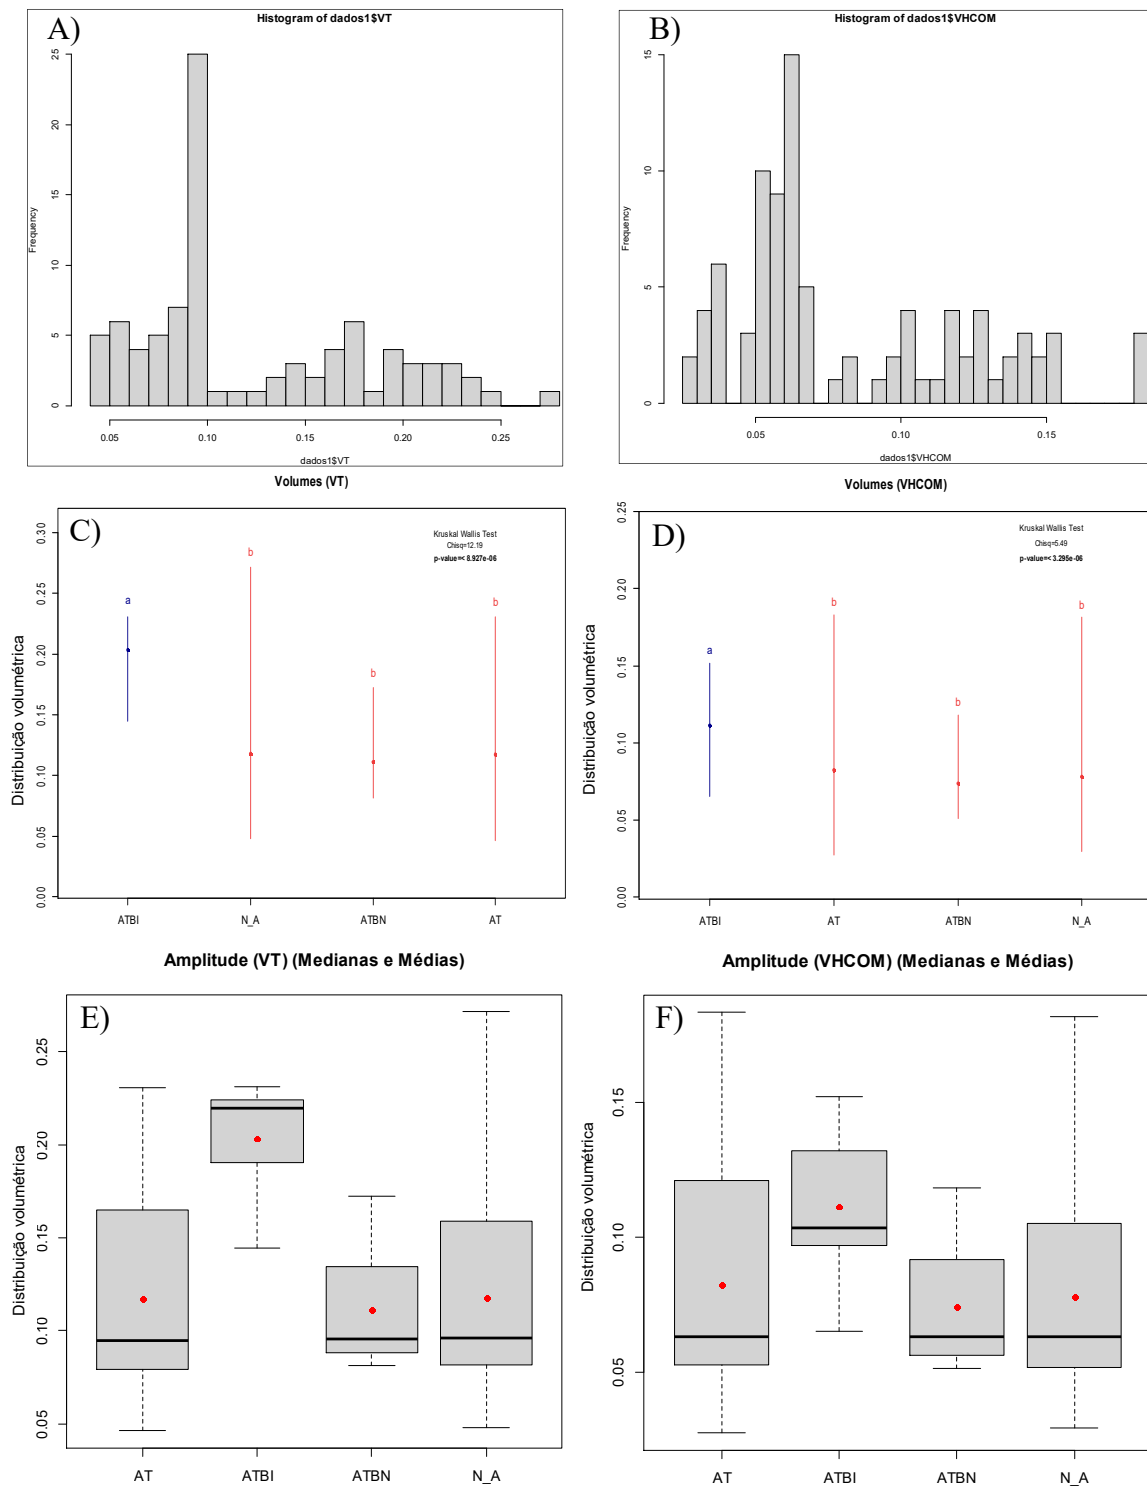 A)
Histogram of dados1$VT
Frequency
0
5
10
15
20
25
0.05
0.10
0.15
0.20
0.25
dados1$VT
B)
Histogram of dados1$VHCOM
Frequency
0
5
10
15
0.05
0.10
0.15
dados1$VHCOM
Volumes (VT)
C)
Kruskal Wallis Test
Chisq=12.19
p-value=< 8.927e-06
Distribuição volumétrica
0.00
0.05
0.10
0.15
0.20
0.25
0.30
a
b
b
b
ATBI
N_A
ATBN
AT
Volumes (VHCOM)
D)
Kruskal Wallis Test
Chisq=5.49
p-value=< 3.295e-06
Distribuição volumétrica
0.00
0.05
0.10
0.15
0.20
0.25
a
b
b
b
ATBI
AT
ATBN
N_A
Amplitude (VT) (Medianas e Médias)
E)
Distribuição volumétrica
0.05
0.10
0.15
0.20
0.25
AT
ATBI
ATBN
N_A
Amplitude (VHCOM) (Medianas e Médias)
F)
Distribuição volumétrica
0.05
0.10
0.15
AT
ATBI
ATBN
N_A